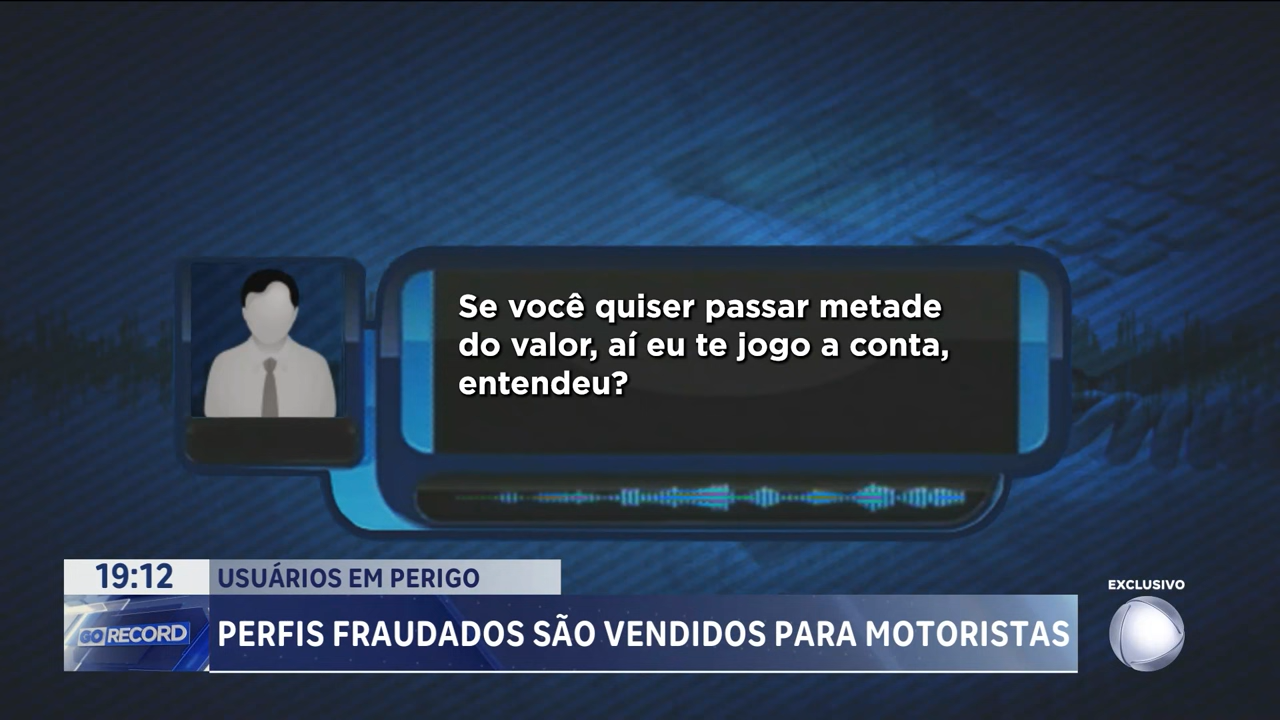 Se você quiser passar metade
do valor, aí eu te jogo a conta,
entendeu?
19:12
USUÁRIOS EM PERIGO
GO RECORD
PERFIS FRAUDADOS SÃO VENDIDOS PARA MOTORISTAS
EXCLUSIVO